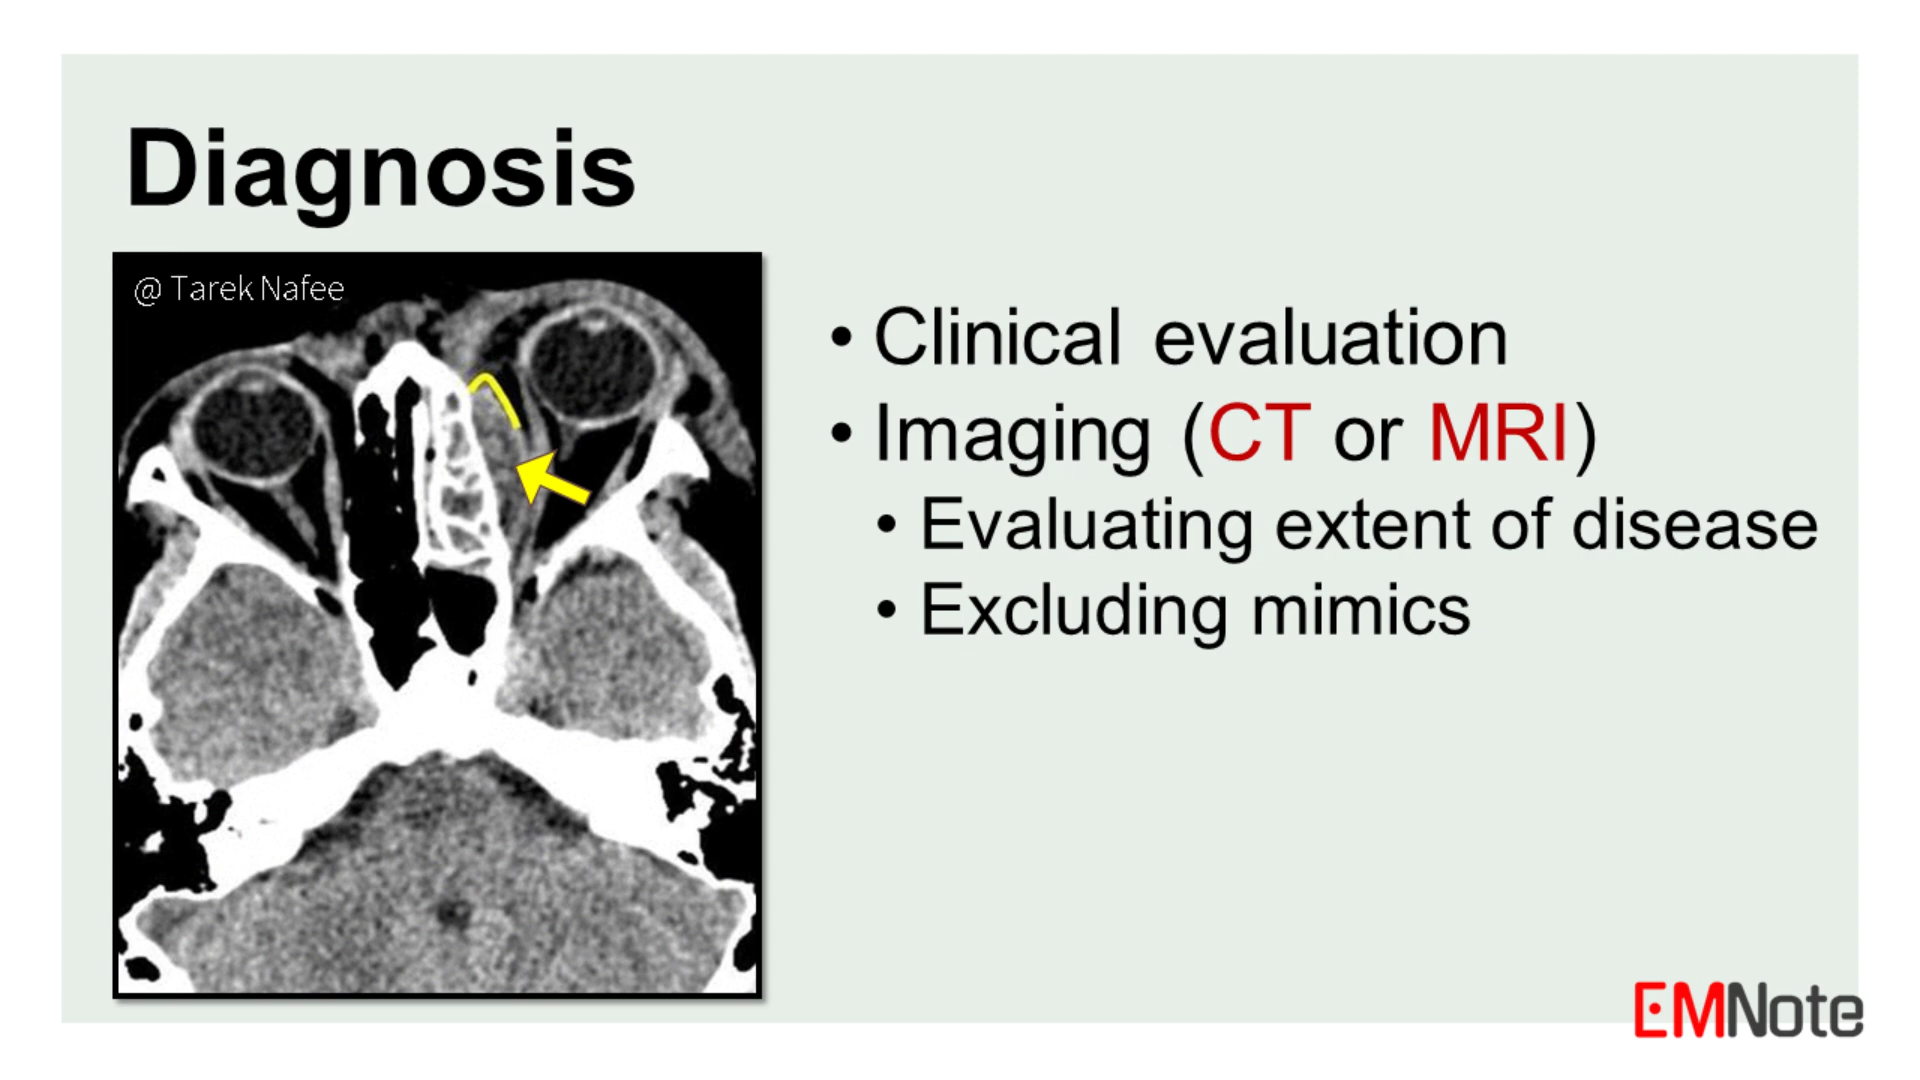 Diagnosis
@ Tarek Nafee
• Clinical evaluation
• Imaging (CT or MRI)
• Evaluating extent of disease
• Excluding mimics
EMNote